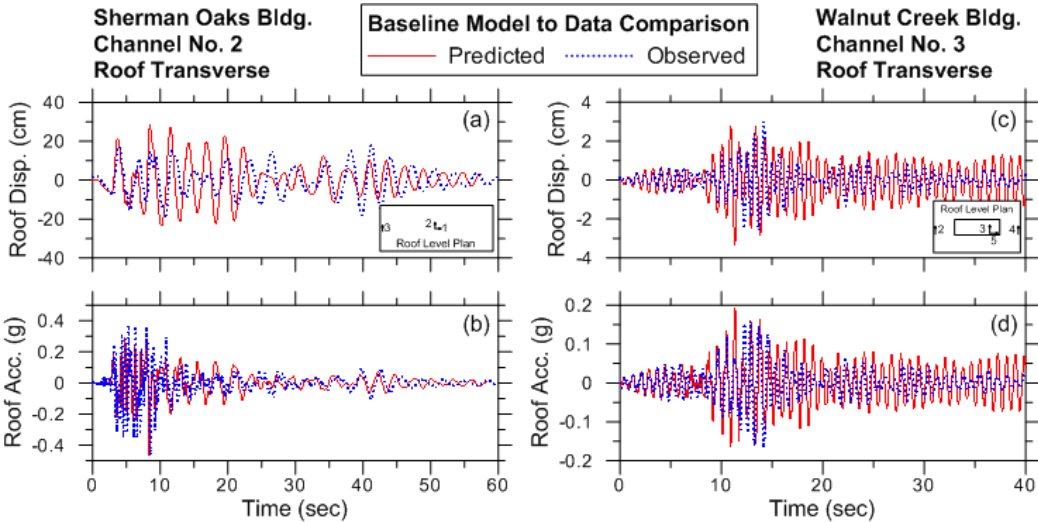 Sherman Oaks Bldg.
Channel No. 2
Roof Transverse
Baseline Model to Data Comparison
Predicted
Observed
Walnut Creek Bldg.
Channel No. 3
Roof Transverse
Roof Disp. (cm)
40
20
0
-20
-40
(a)
3
2
1
Roof Level Plan
Roof Disp. (cm)
4
2
0
-2
-4
(c)
Roof Level Plan
2
3
4
5
Roof Acc. (g)
0.4
0.2
0
-0.2
-0.4
(b)
0
10
20
30
40
50
60
Time (sec)
Roof Acc. (g)
0.2
0.1
0
-0.1
-0.2
(d)
0
10
20
30
40
Time (sec)